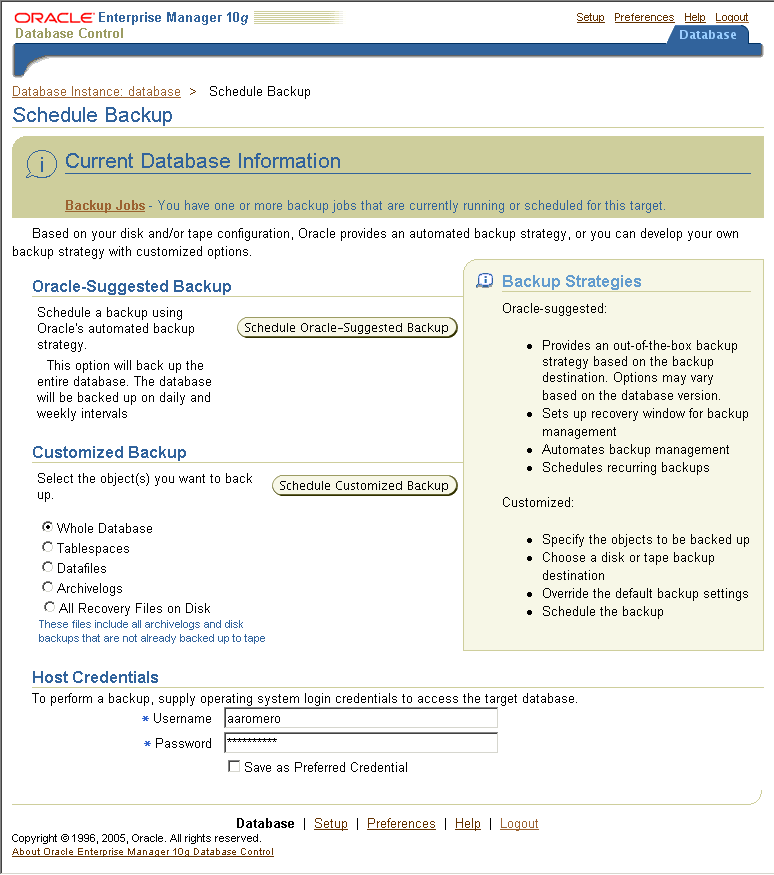 ORACLE Enterprise Manager 10g
Database Control
Setup Preferences Help Logout
Database
Database Instance: database > Schedule Backup
Schedule Backup
Current Database Information
Backup Jobs - You have one or more backup jobs that are currently running or scheduled for this target.
Based on your disk and/or tape configuration, Oracle provides an automated backup strategy, or you can develop your own
backup strategy with customized options.
Oracle-Suggested Backup
Schedule a backup using
Oracle's automated backup
strategy.
Schedule Oracle-Suggested Backup
This option will back up the
entire database. The database
will be backed up on daily and
weekly intervals
Customized Backup
Select the object(s) you want to back
up.
Schedule Customized Backup
Whole Database
Tablespaces
Datafiles
Archivelogs
All Recovery Files on Disk
These files include all archivelogs and disk
backups that are not already backed up to tape
Backup Strategies
Oracle-suggested:
• Provides an out-of-the-box backup
strategy based on the backup
destination. Options may vary
based on the database version.
• Sets up recovery window for backup
management
• Automates backup management
• Schedules recurring backups
Customized:
• Specify the objects to be backed up
• Choose a disk or tape backup
destination
• Override the default backup settings
• Schedule the backup
Host Credentials
To perform a backup, supply operating system login credentials to access the target database.
* Username aaromero
* Password **********
Save as Preferred Credential
Database | Setup | Preferences | Help | Logout
Copyright © 1996, 2005, Oracle. All rights reserved.
About Oracle Enterprise Manager 10g Database Control